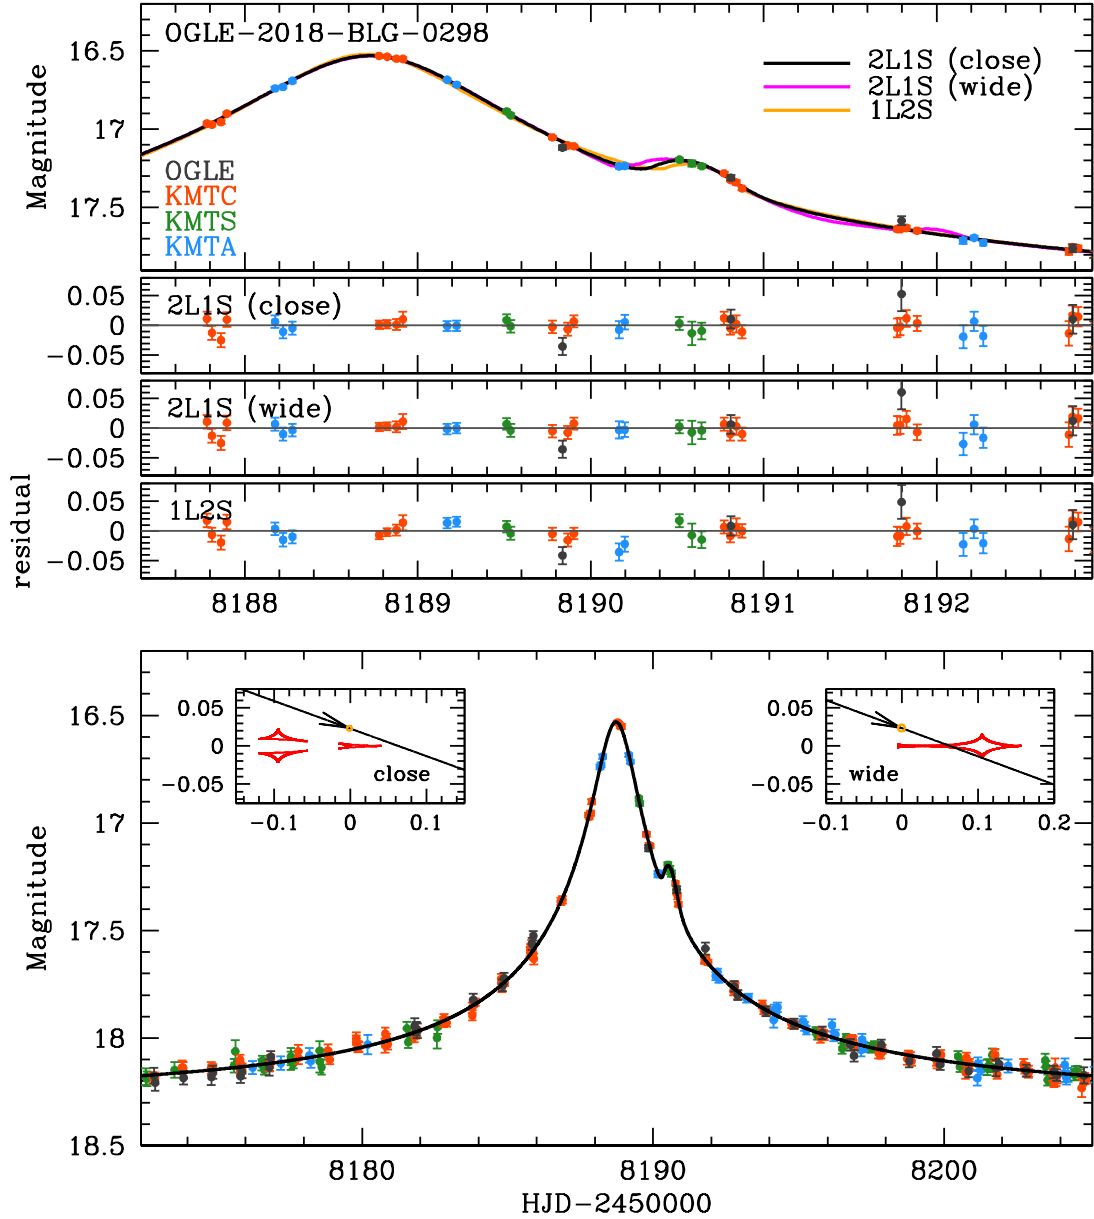 OGLE-2018-BLG-0298
2L1S (close)
2L1S (wide)
1L2S
16.5
17
17.5
Magnitude
OGLE
KMTC
KMTS
KMTA
2L1S (close)
0.05
0
-0.05
2L1S (wide)
0.05
0
-0.05
1L2S
0.05
0
-0.05
residual
8188
8189
8190
8191
8192
16.5
17
17.5
18
18.5
Magnitude
0.05
0
-0.05
close
-0.1
0
0.1
0.05
0
-0.05
wide
-0.1
0
0.1
0.2
8180
8190
8200
HJD-2450000